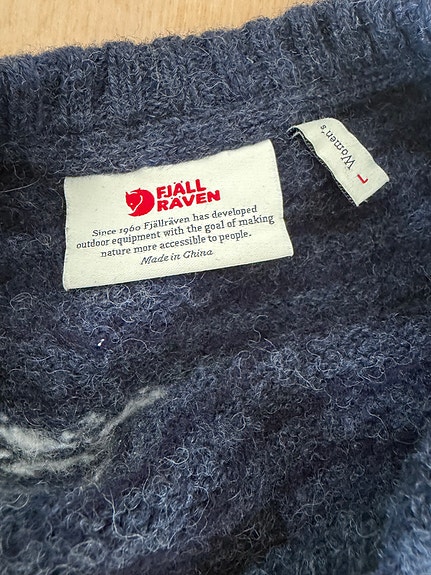 FJÄLL
RÄVEN
Since 1960 Fjällräven has developed
outdoor equipment with the goal of making
nature more accessible to people.
Made in China
Women's
L